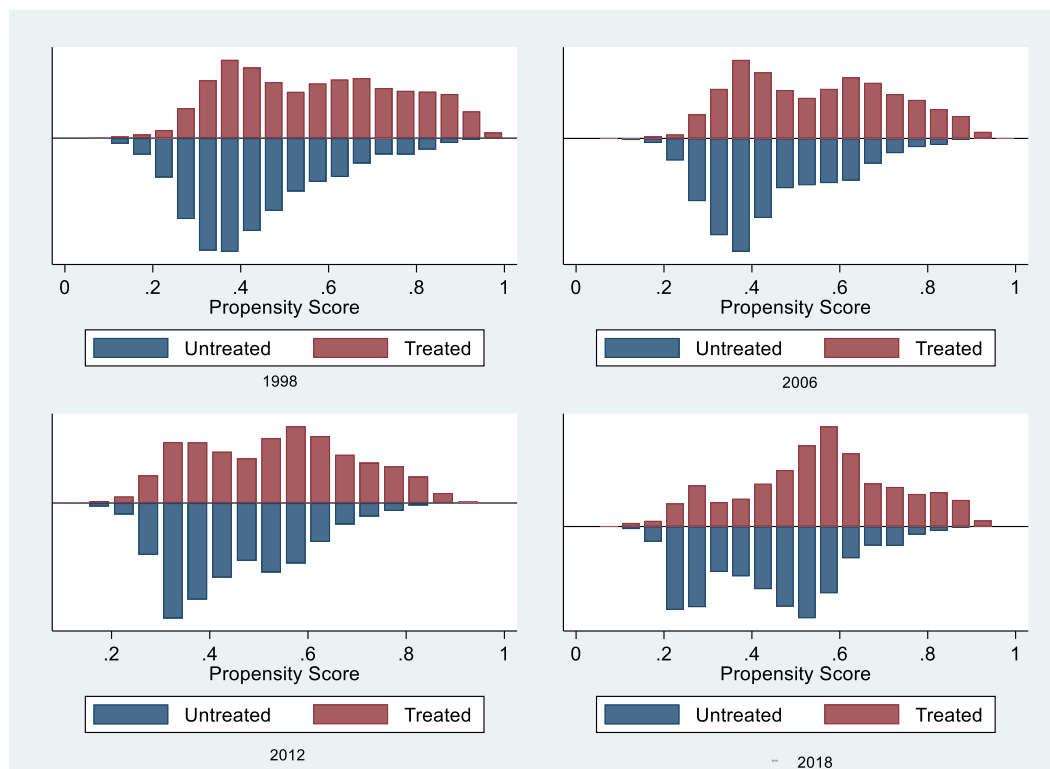 0 .2 .4 .6 .8 1
Propensity Score
Untreated Treated
1998
0 .2 .4 .6 .8 1
Propensity Score
Untreated Treated
2006
.2 .4 .6 .8 1
Propensity Score
Untreated Treated
2012
0 .2 .4 .6 .8 1
Propensity Score
Untreated Treated
2018